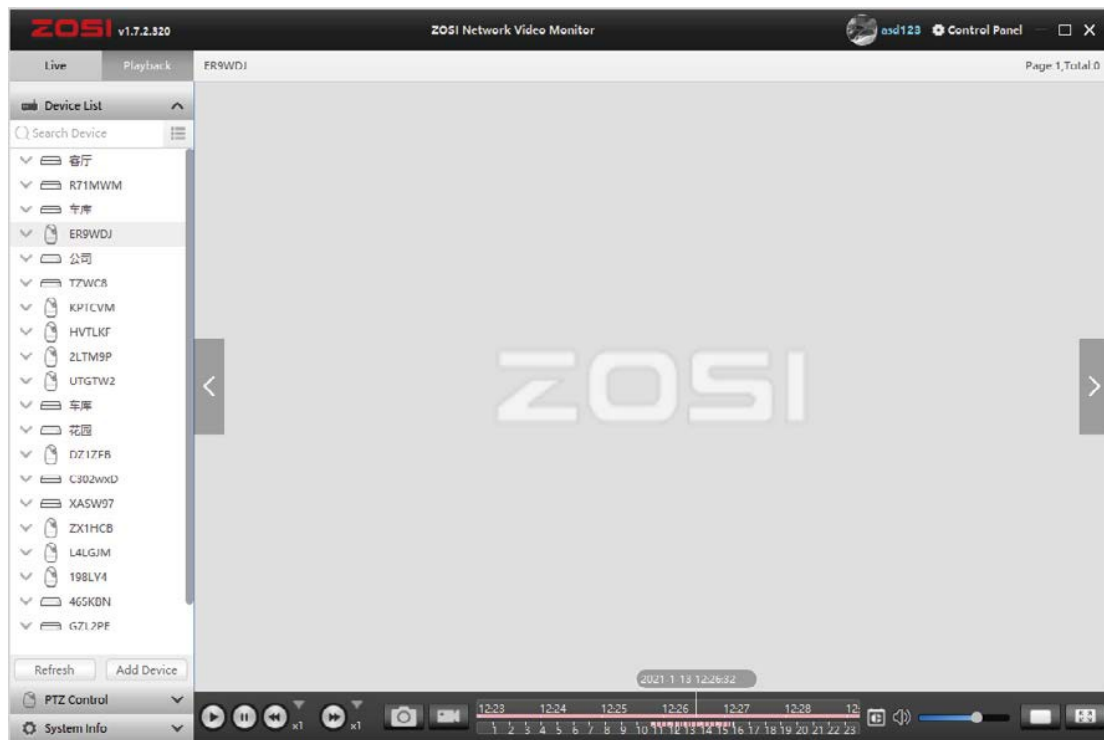 ZOSI v1.7.2.320
ZOSI Network Video Monitor
asd123 Control Panel
Live Playback
ER9WDJ
Page 1,Total 0
Device List
Search Device
客厅
R71MWM
车库
ER9WDJ
公司
TZWC8
KPTCVM
HVTLKF
2LTM9P
UTGTW2
车库
花园
DZ1ZFB
C302wxD
XASW97
ZX1HCB
L4LGJM
198LY4
465KBN
GZL2PF
ZOSI
Refresh Add Device
PTZ Control
System Info
2021-1-13 12:26:32
x1 x1
12:23 12:24 12:25 12:26 12:27 12:28 12:
1 2 3 4 5 6 7 8 9 10 11 12 13 14 15 16 17 18 19 20 21 22 23